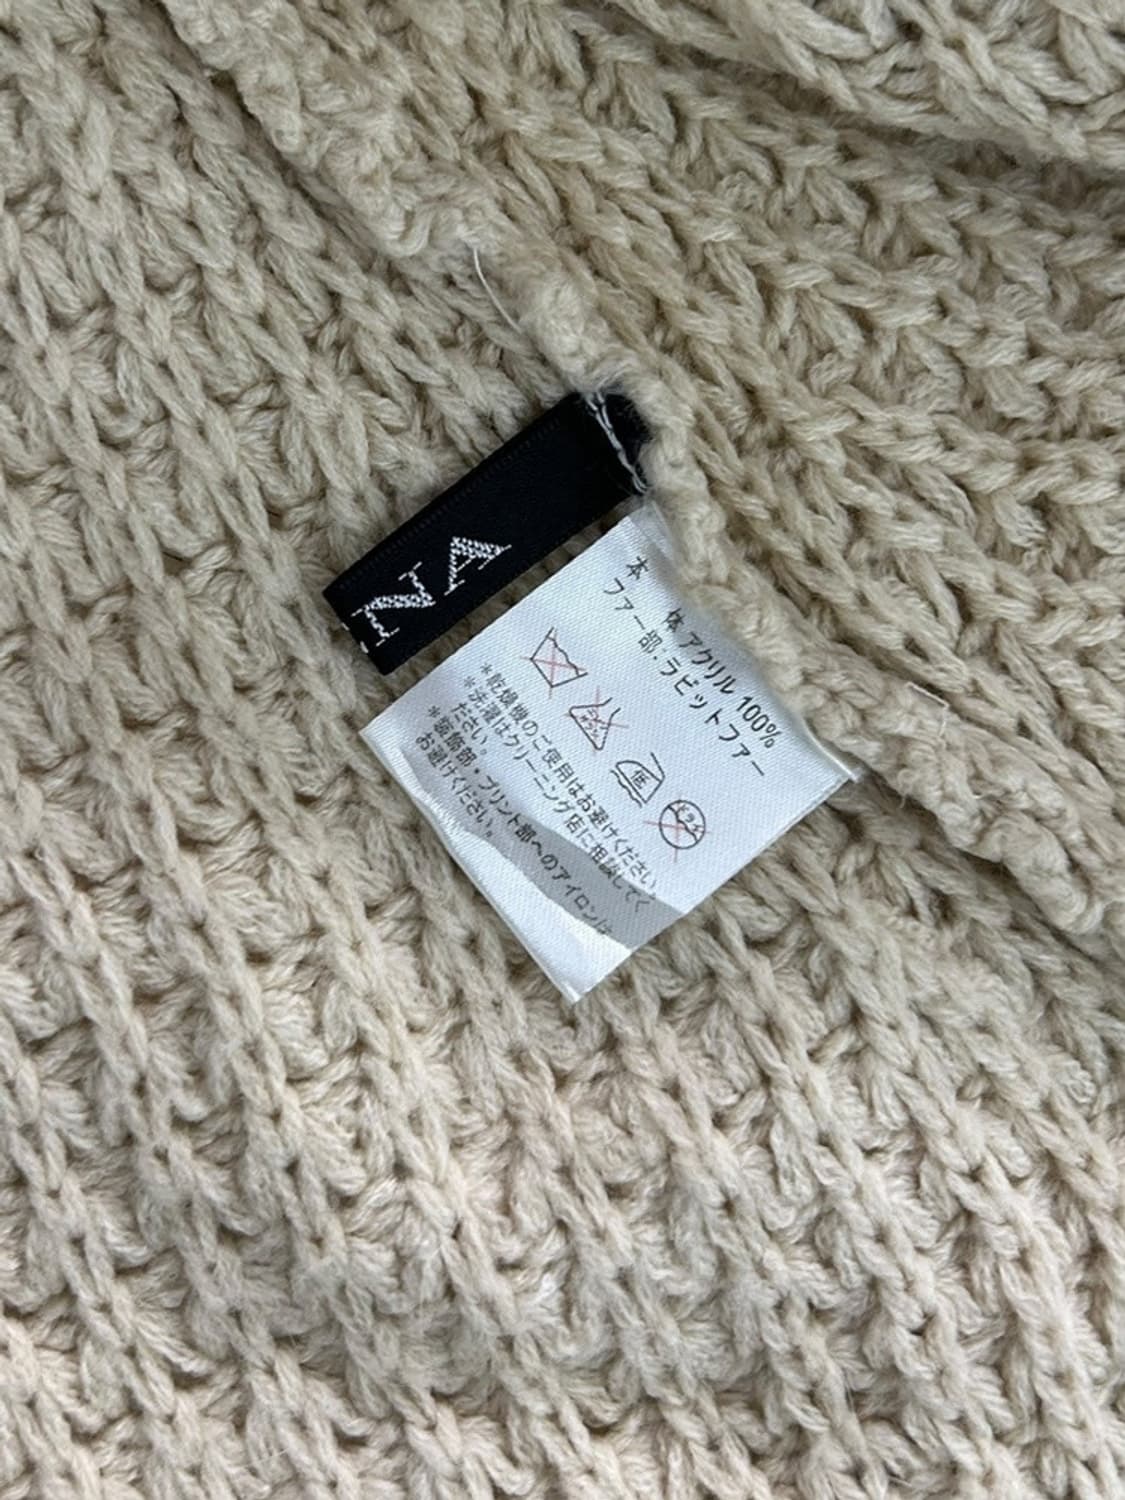 NA
本体 アクリル 100%
ファー部:ラビットファー
低
*乾燥機のご使用はお避けください
*洗濯はクリーニング店に相談してく
ださい。
*装飾部・プリント部へのアイロンは
お避けください。